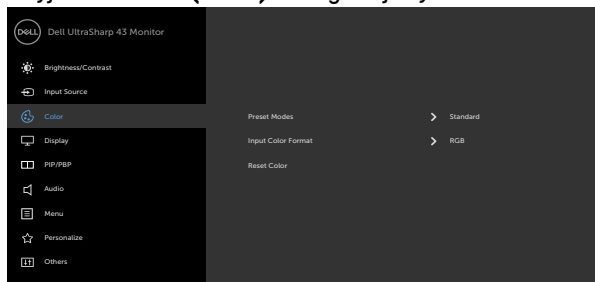 DELL
Dell UltraSharp 43 Monitor
Brightness/Contrast
Input Source
Color
Preset Modes
Standard
Display
Input Color Format
RGB
PIP/PBP
Reset Color
Audio
Menu
Personalize
Others